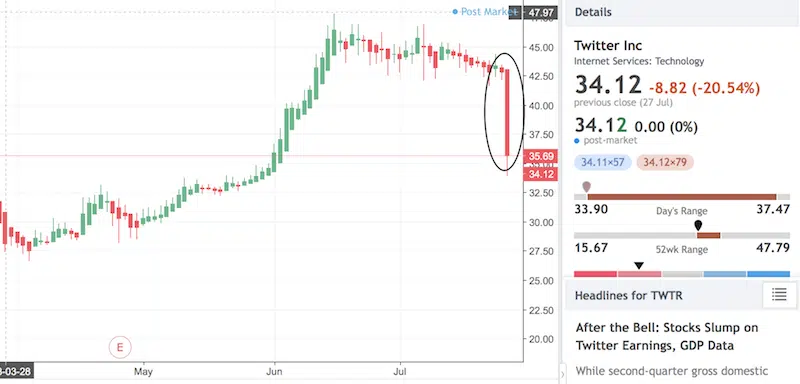 Post Market
47.97
45.00
42.50
40.00
37.50
35.69
34.12
32.50
30.00
27.50
25.00
22.50
20.00
E
-03-28
May
Jun
Jul
Details
Twitter Inc
Internet Services: Technology
34.12 -8.82 (-20.54%)
previous close (27 Jul)
34.12 0.00 (0%)
post-market
34.11×57
34.12×79
33.90 Day's Range 37.47
15.67 52wk Range 47.79
Headlines for TWTR
After the Bell: Stocks Slump on
Twitter Earnings, GDP Data
While second-quarter gross domestic